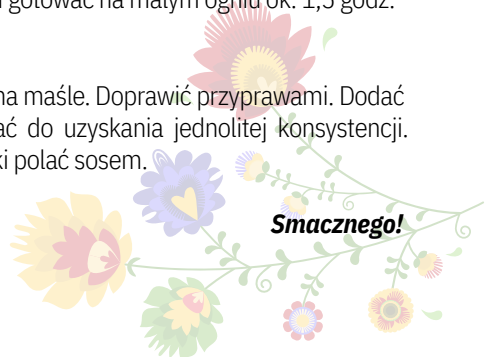 gotować na małym ogniu ok. 1,5 godz.
na maśle. Doprawić przyprawami. Dodać
ać do uzyskania jednolitej konsystencji.
ki polać sosem.
Smacznego!